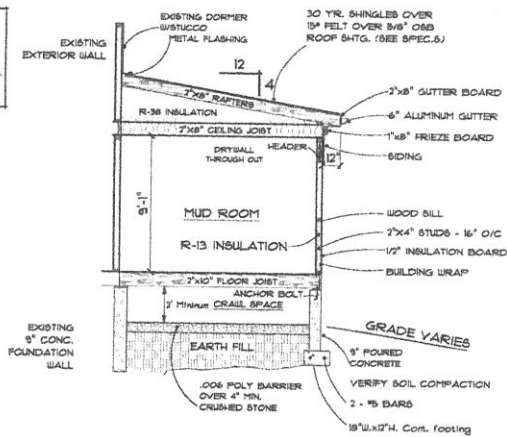 EXISTING DORMER
W/STUCCO
METAL FLASHING
EXISTING
EXTERIOR WALL
30 YR. SHINGLES OVER
15# FELT OVER 5/8" OSB
ROOF SHTG. (SEE SPEC.S)
12
4
2"X8" RAFTERS
R-38 INSULATION
2"X8" CEILING JOIST
2"x8" GUTTER BOARD
6" ALUMINUM GUTTER
1"x8" FRIEZE BOARD
SIDING
DRYWALL
THROUGH OUT
HEADER
12"
9'-1"
MUD ROOM
R-13 INSULATION
WOOD SILL
2"X4" STUDS - 16" O/C
1/2" INSULATION BOARD
BUILDING WRAP
2"X10" FLOOR JOIST
ANCHOR BOLT
2' Minimum CRAWL SPACE
GRADE VARIES
EXISTING
9" CONC.
FOUNDATION
WALL
EARTH FILL
9" POURED
CONCRETE
VERIFY SOIL COMPACTION
.006 POLY BARRIER
OVER 4" MIN.
CRUSHED STONE
2 - #5 BARS
18"W.x12"H. Cont. footing